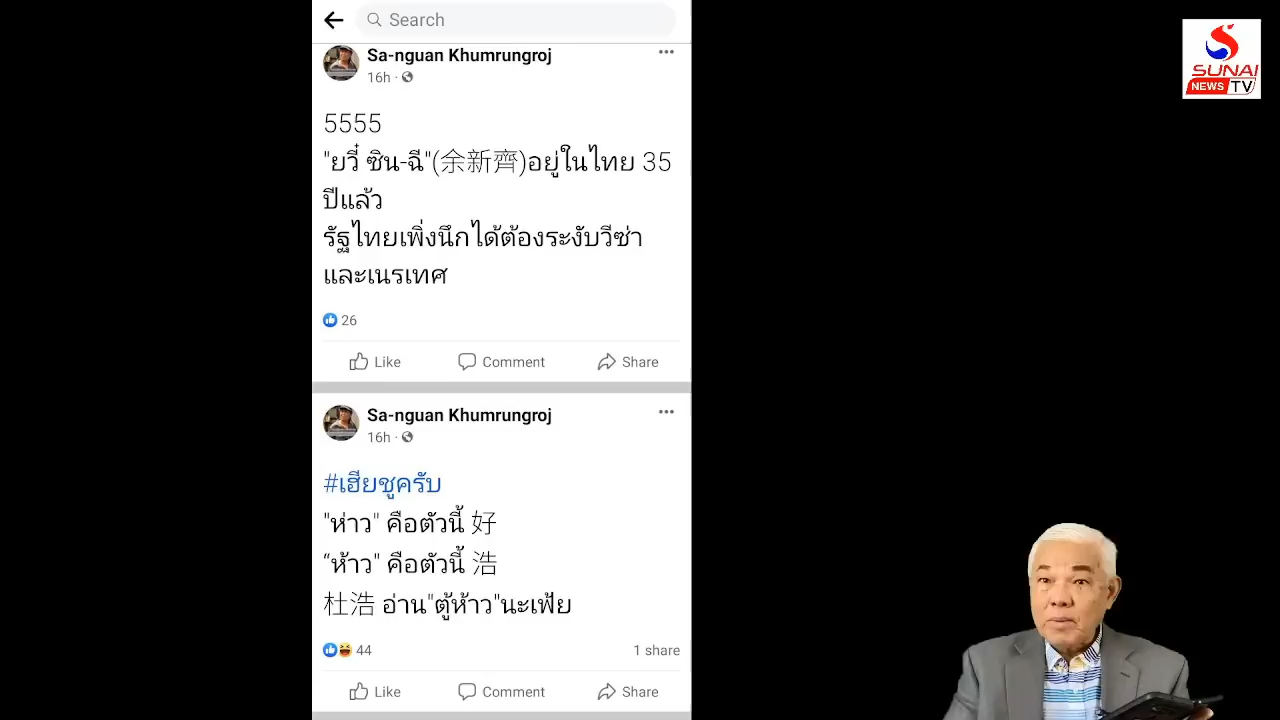 Search
SUNAI
NEWS TV
Sa-nguan Khumrungroj
16h ·
5555
"ยวี๋ ซิน-ฉี"(余新齊)อยู่ในไทย 35
ปีแล้ว
รัฐไทยเพิ่งนึกได้ต้องระงับวีซ่า
และเนรเทศ
26
Like Comment Share
Sa-nguan Khumrungroj
16h ·
#เฮียชูครับ
"ห่าว" คือตัวนี้ 好
“ห้าว" คือตัวนี้ 浩
杜浩 อ่าน"ตู้ห้าว"นะเฟ้ย
44 1 share
Like Comment Share